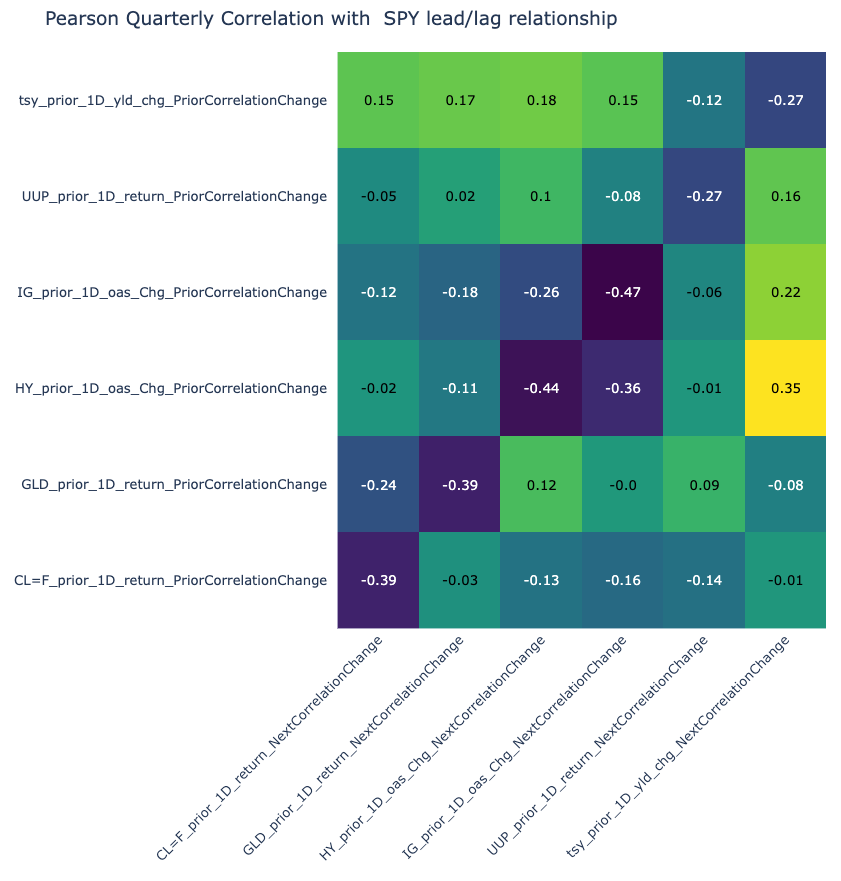 Pearson Quarterly Correlation with  SPY lead/lag relationship
tsy_prior_1D_yld_chg_PriorCorrelationChange 0.15 0.17 0.18 0.15 -0.12 -0.27
UUP_prior_1D_return_PriorCorrelationChange -0.05 0.02 0.1 -0.08 -0.27 0.16
IG_prior_1D_oas_Chg_PriorCorrelationChange -0.12 -0.18 -0.26 -0.47 -0.06 0.22
HY_prior_1D_oas_Chg_PriorCorrelationChange -0.02 -0.11 -0.44 -0.36 -0.01 0.35
GLD_prior_1D_return_PriorCorrelationChange -0.24 -0.39 0.12 -0.0 0.09 -0.08
CL=F_prior_1D_return_PriorCorrelationChange -0.39 -0.03 -0.13 -0.16 -0.14 -0.01
CL=F_prior_1D_return_NextCorrelationChange
GLD_prior_1D_return_NextCorrelationChange
HY_prior_1D_oas_Chg_NextCorrelationChange
IG_prior_1D_oas_Chg_NextCorrelationChange
UUP_prior_1D_return_NextCorrelationChange
tsy_prior_1D_yld_chg_NextCorrelationChange